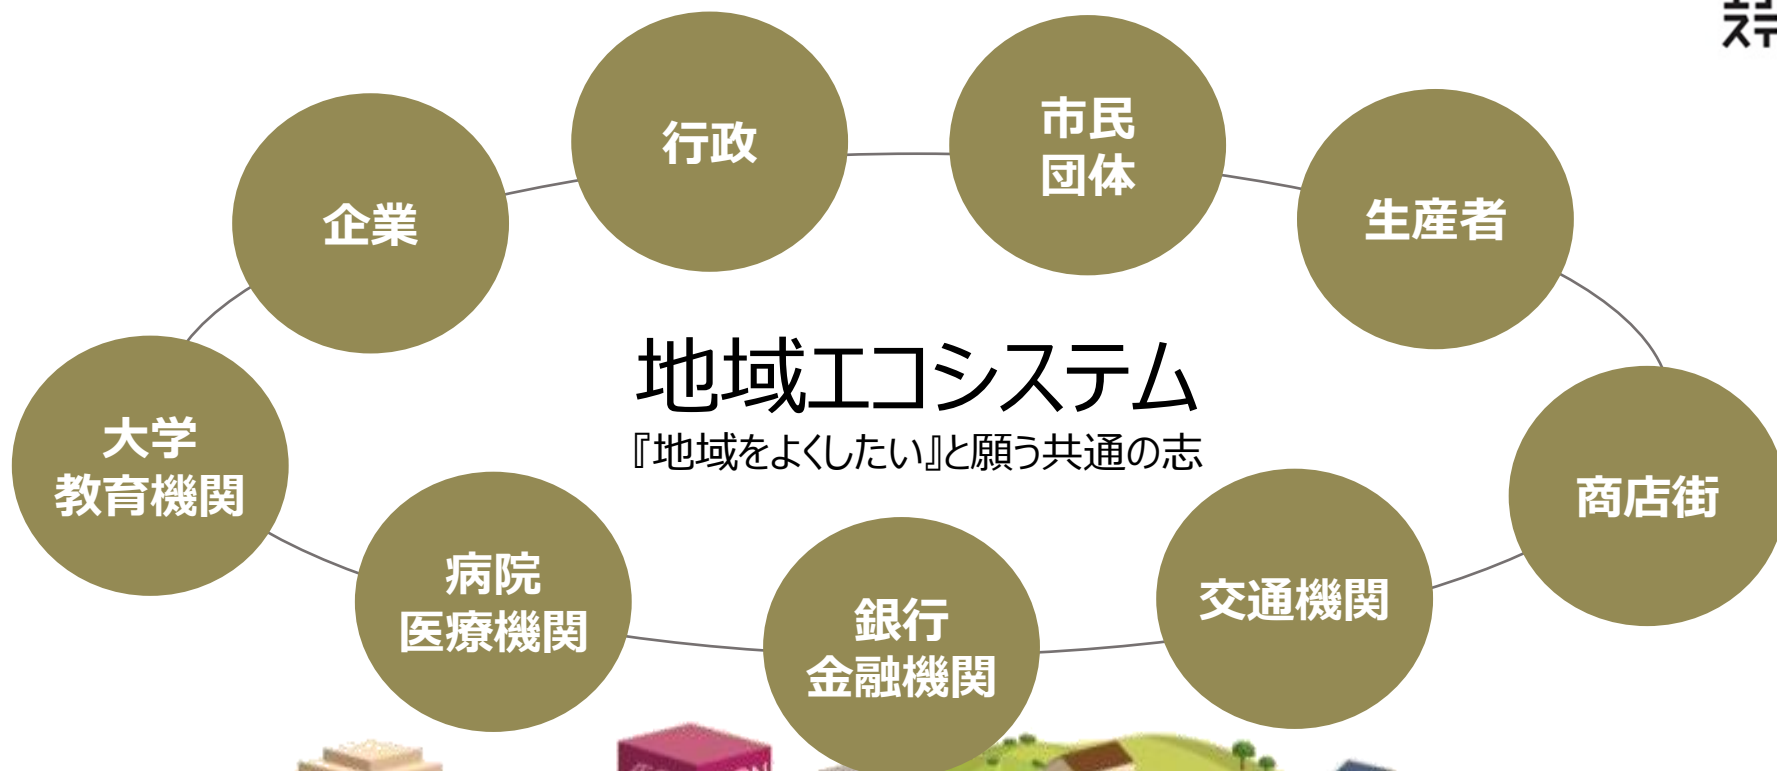 行政
市民
団体
企業
生産者
地域エコシステム
『地域をよくしたい』と願う共通の志
大学
教育機関
商店街
病院
医療機関
銀行
金融機関
交通機関